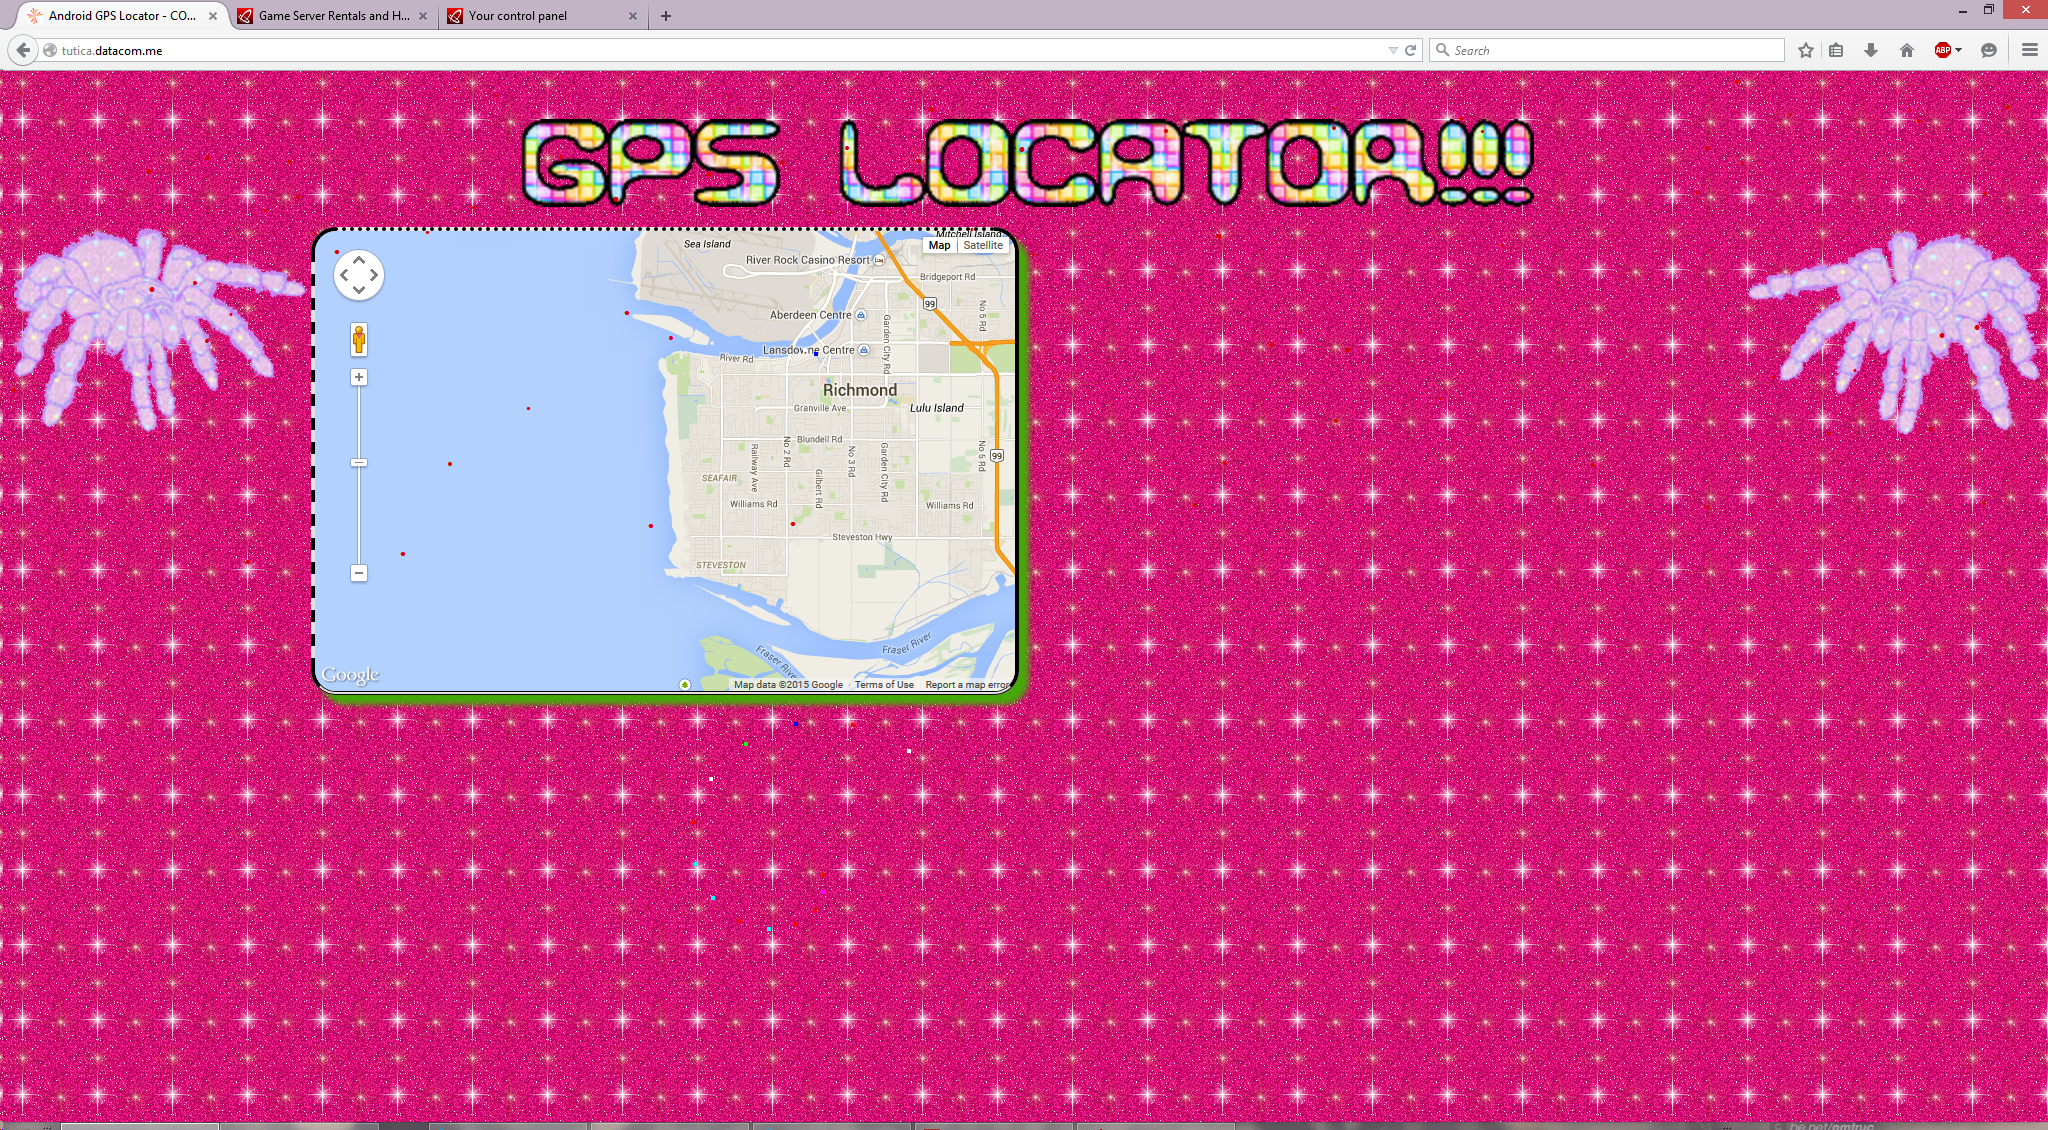 Android GPS Locator - CO...
Game Server Rentals and H...
Your control panel
tutica.datacom.me
Search
ABP
GPS LOCATOR!!!
Sea Island
Mitchell Island
Map
Satellite
River Rock Casino Resort
Bridgeport Rd
99
No 5 Rd
Aberdeen Centre
Garden City Rd
Lansdowne Centre
River Rd
Richmond
Granville Ave
Lulu Island
Blundell Rd
Railway Ave
No 2 Rd
Gilbert Rd
No 3 Rd
Garden City Rd
No 5 Rd
99
SEAFAIR
Williams Rd
Williams Rd
Steveston Hwy
STEVESTON
Fraser River
Fraser River
Google
Map data ©2015 Google
Terms of Use
Report a map error